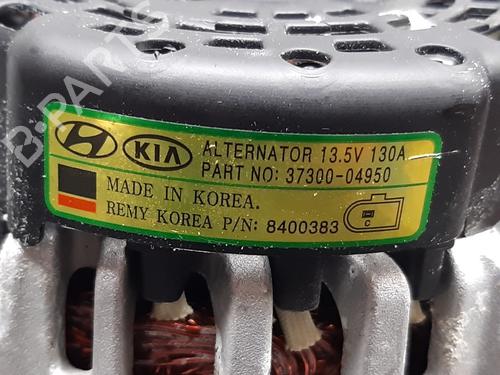 B-PARTS
KIA ALTERNATOR 13.5V 130A
PART NO: 37300-04950
MADE IN KOREA.
REMY KOREA P/N: 8400383
C